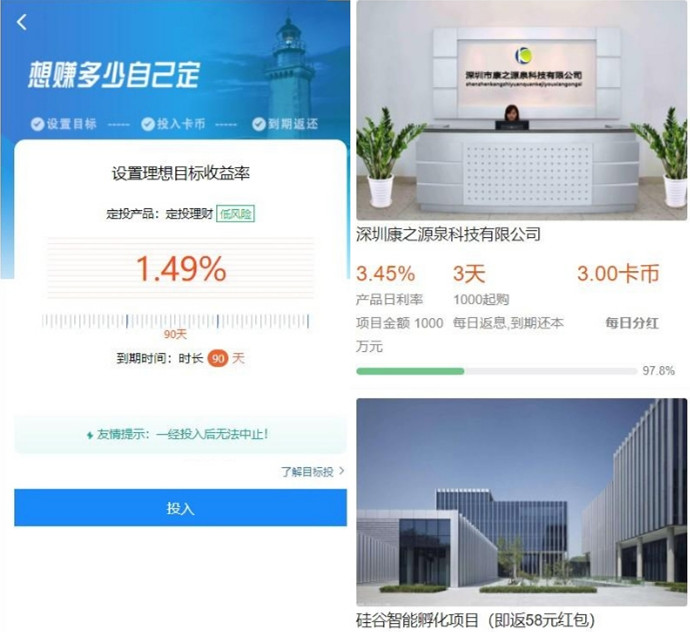 想赚多少自己定
设置目标 ----- 投入卡币 ----- 到期返还
设置理想目标收益率
定投产品：定投理财 低风险
1.49%
90天
到期时间：时长 90 天
友情提示：一经投入后无法中止！
了解目标投 >
投入
深圳市康之源泉科技有限公司
shenzhenkangzhiyuanquankejiyouxiangongsi
深圳康之源泉科技有限公司
3.45% 3天 3.00卡币
产品日利率 1000起购
项目金额 1000 每日返息,到期还本 每日分红
万元
97.8%
硅谷智能孵化项目（即返58元红包）